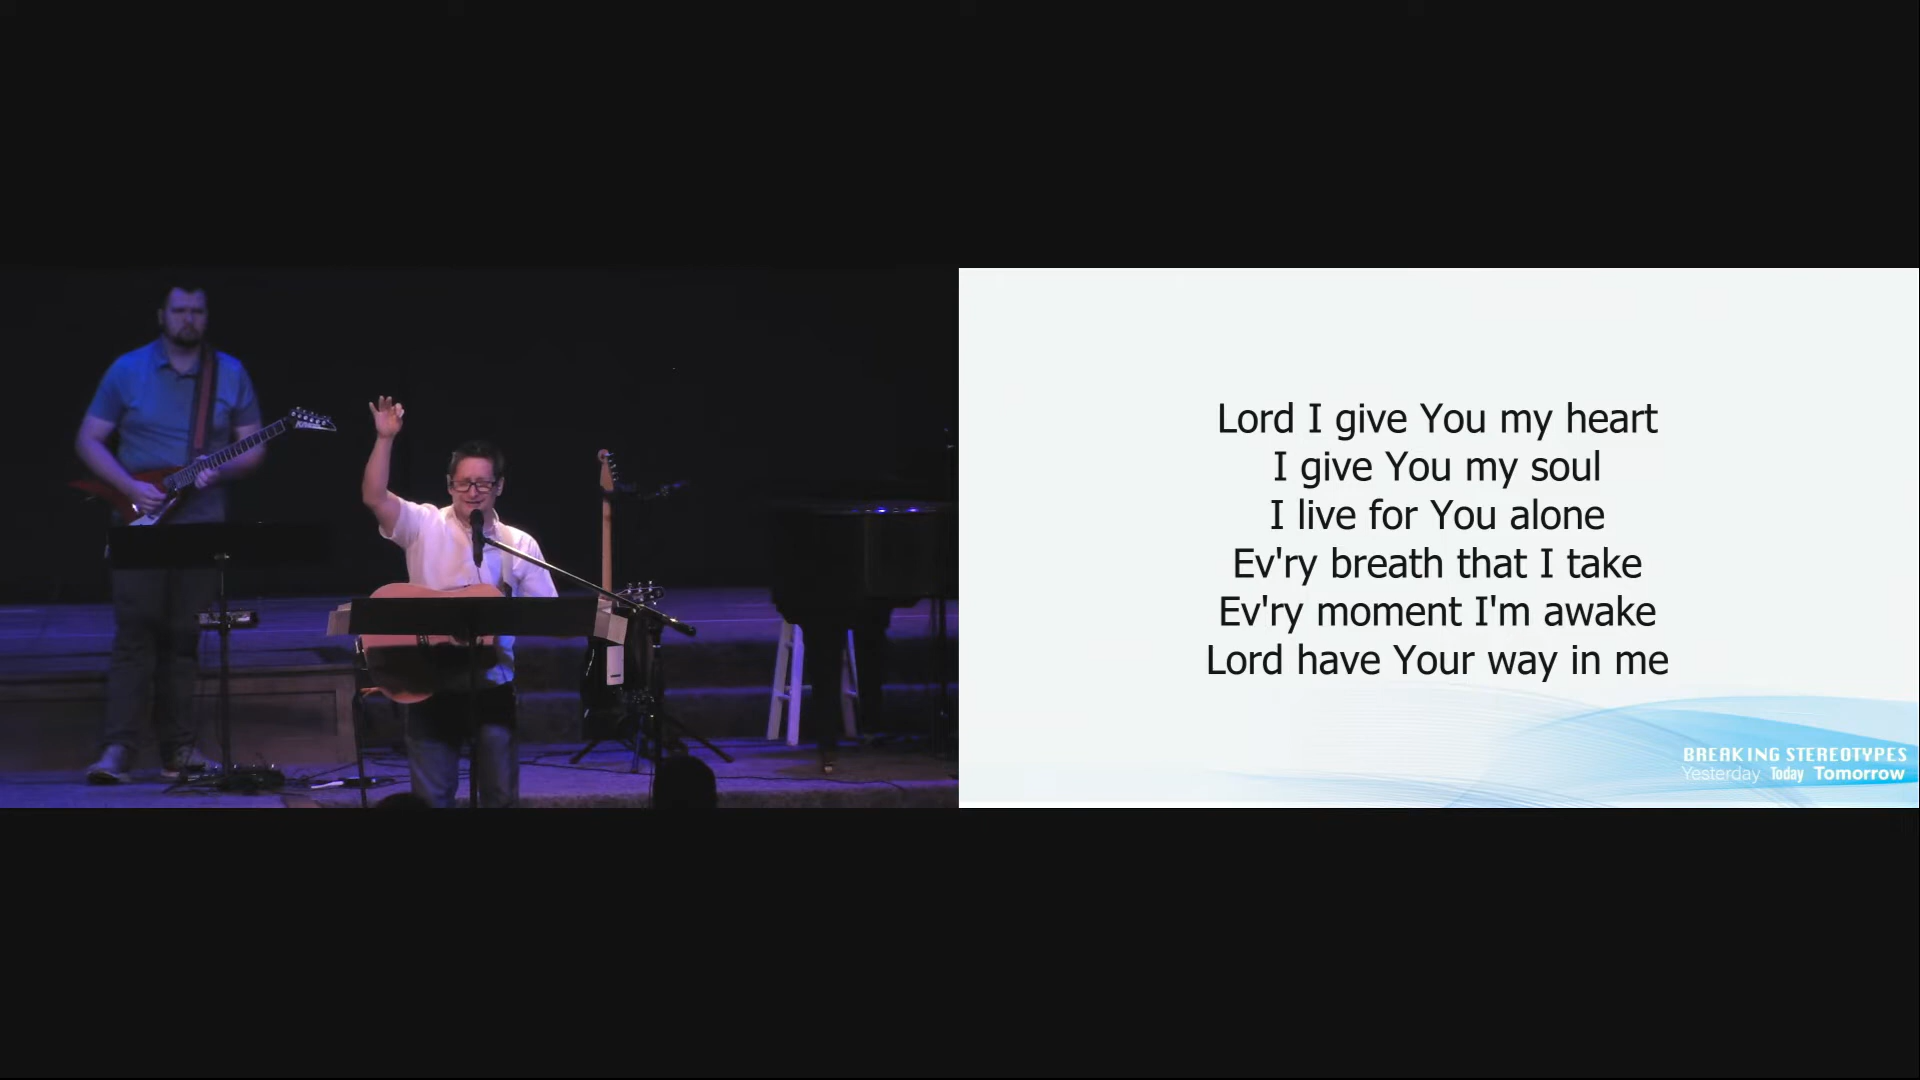 Lord I give You my heart
I give You my soul
I live for You alone
Ev'ry breath that I take
Ev'ry moment I'm awake
Lord have Your way in me
BREAKING STEREOTYPES
Yesterday Today Tomorrow